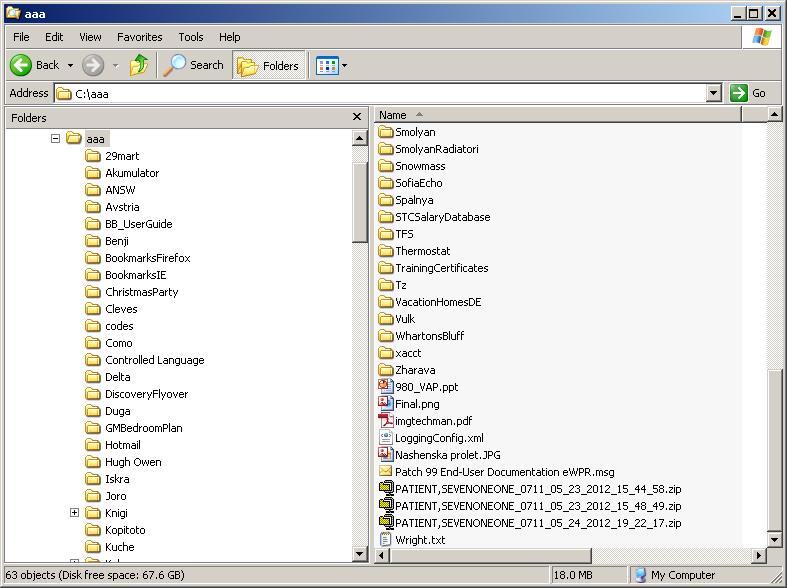 aaa
File Edit View Favorites Tools Help
Back Search Folders
Address C:\aaa Go
Folders
aaa
29mart
Akumulator
ANSW
Avstria
BB_UserGuide
Benji
BookmarksFirefox
BookmarksIE
ChristmasParty
Cleves
codes
Como
Controlled Language
Delta
DiscoveryFlyover
Duga
GMBedroomPlan
Hotmail
Hugh Owen
Iskra
Joro
Knigi
Kopitoto
Kuche
Name
Smolyan
SmolyanRadiatori
Snowmass
SofiaEcho
Spalnya
STCSalaryDatabase
TFS
Thermostat
TrainingCertificates
Tz
VacationHomesDE
Vulk
WhartonsBluff
xacct
Zharava
980_VAP.ppt
Final.png
imgtechman.pdf
LoggingConfig.xml
Nashenska prolet.JPG
Patch 99 End-User Documentation eWPR.msg
PATIENT,SEVENONEONE_0711_05_23_2012_15_44_58.zip
PATIENT,SEVENONEONE_0711_05_23_2012_15_48_49.zip
PATIENT,SEVENONEONE_0711_05_24_2012_19_22_17.zip
Wright.txt
63 objects (Disk free space: 67.6 GB) 18.0 MB My Computer